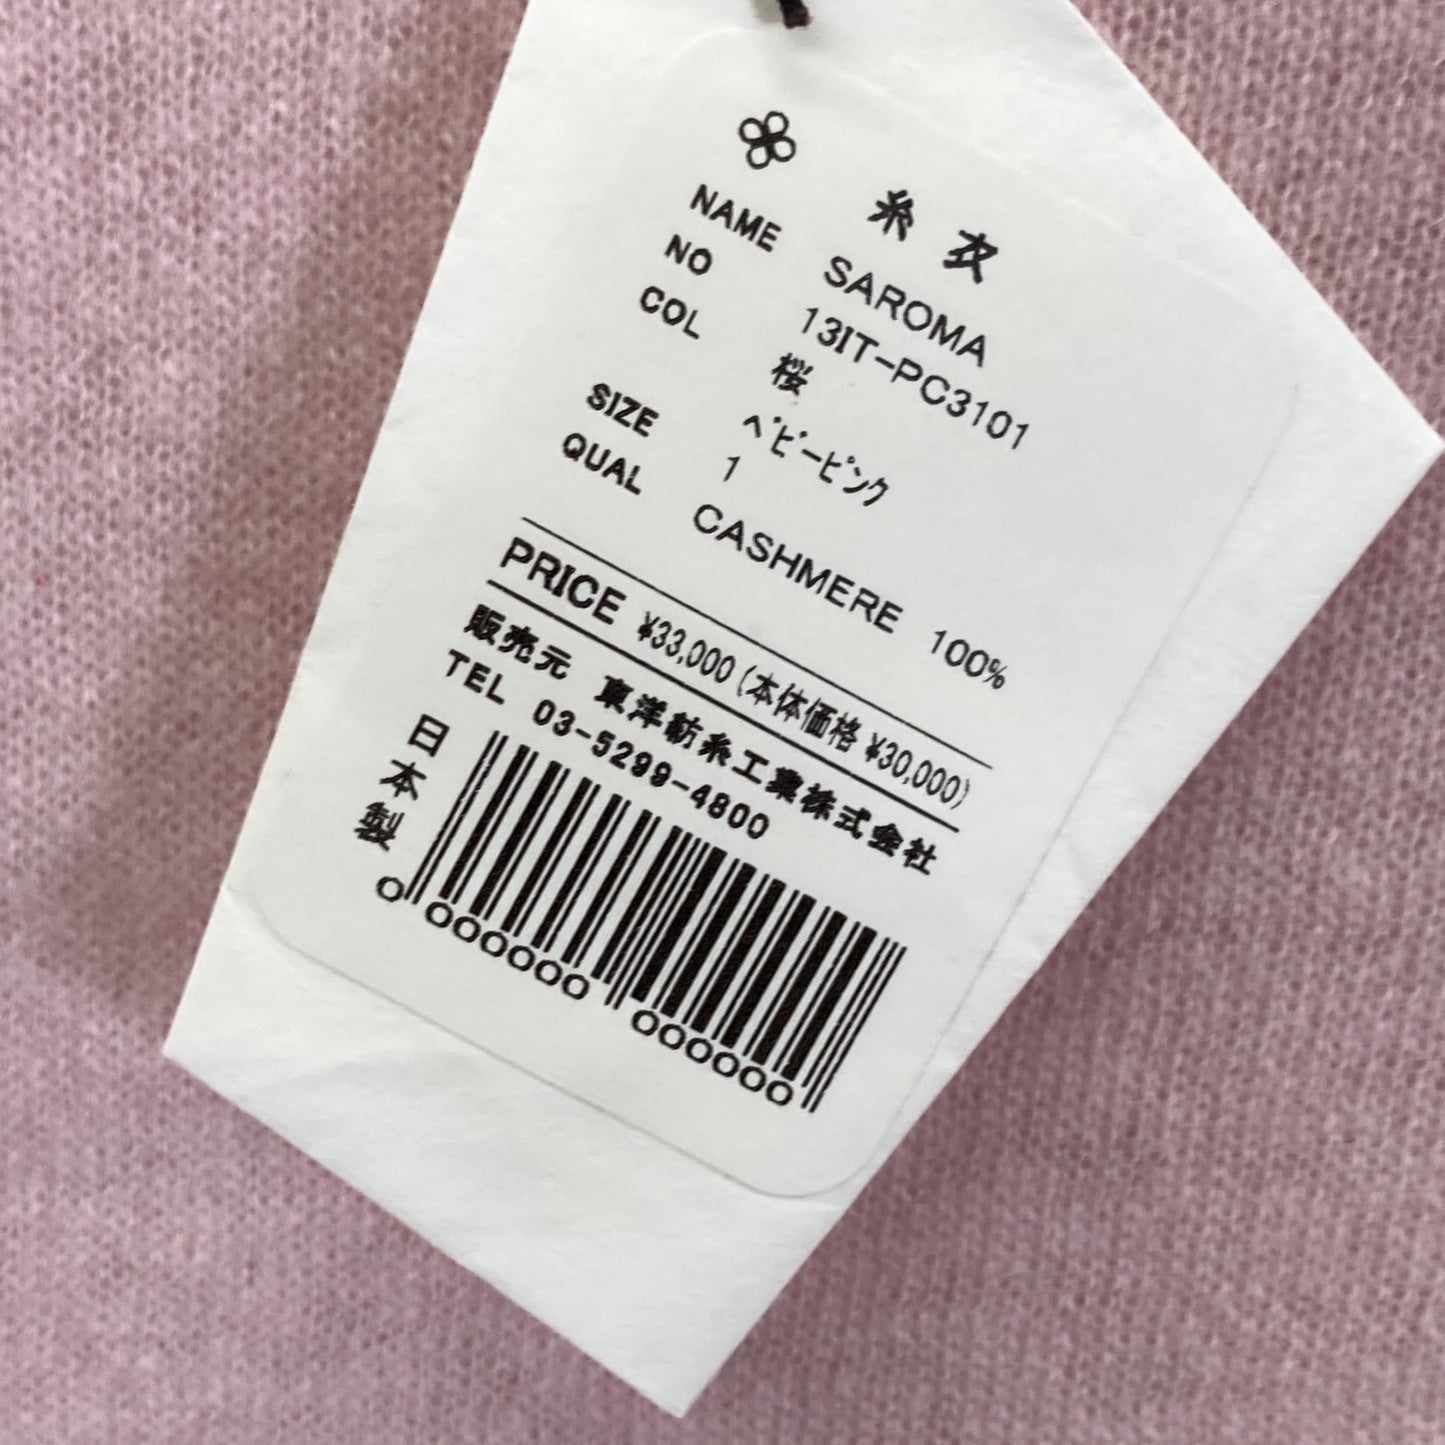 糸衣
NAME SAROMA
NO 13IT-PC3101
COL 桜
ﾍﾞﾋﾞｰﾋﾟﾝｸ
SIZE 1
QUAL CASHMERE 100%
PRICE ¥33,000(本体価格 ¥30,000)
販売元 東洋紡糸工業株式会社
TEL 03-5299-4800
日本製
0 000000 000000